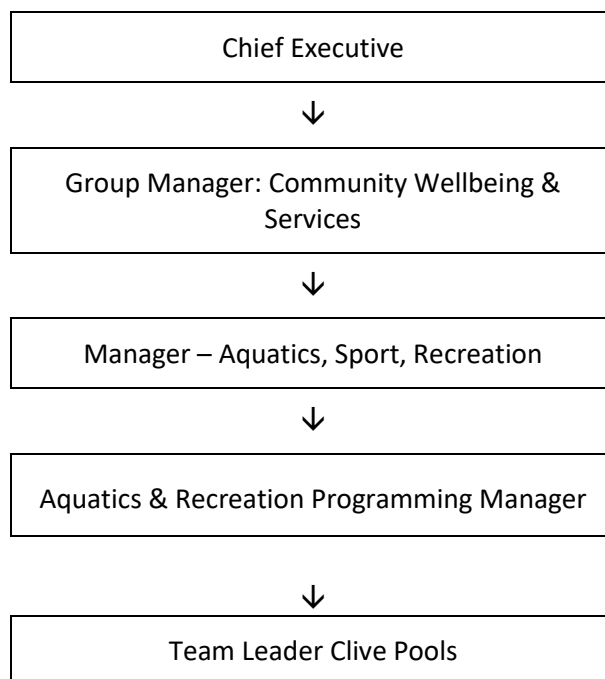 Chief Executive
↓
Group Manager: Community Wellbeing &
Services
↓
Manager – Aquatics, Sport, Recreation
↓
Aquatics & Recreation Programming Manager
↓
Team Leader Clive Pools